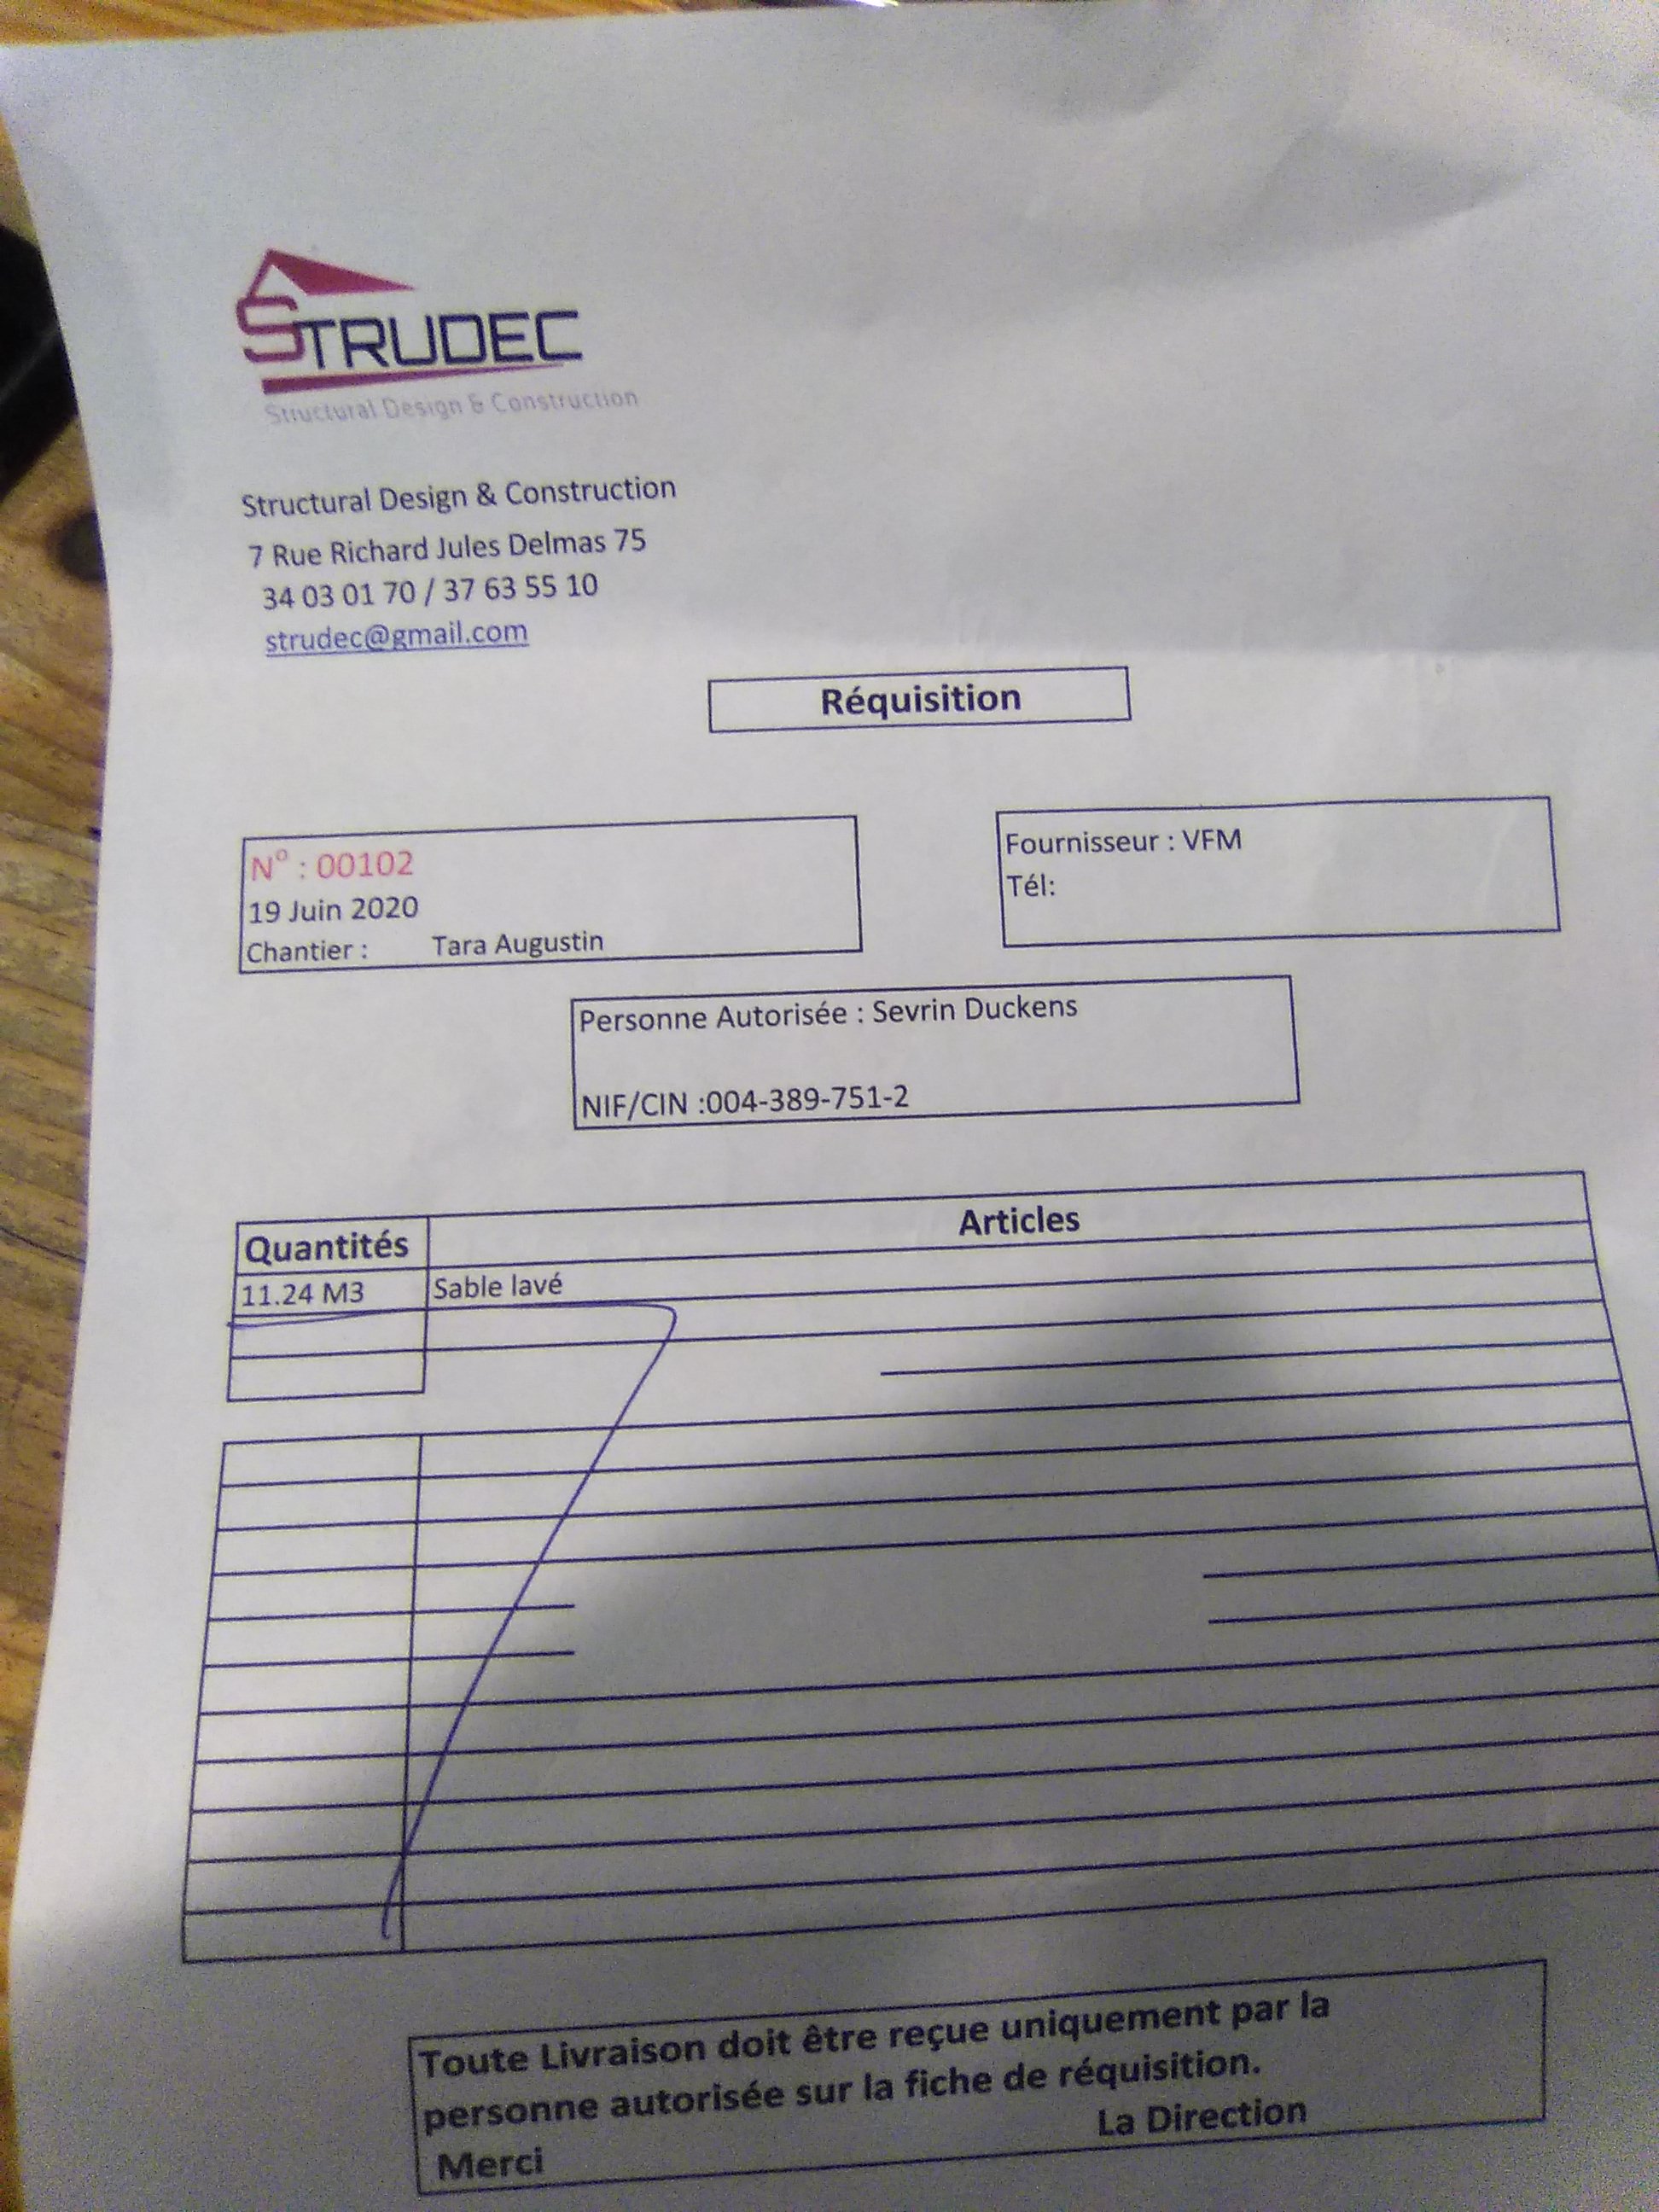 STRUDEC
Structural Design & Construction
Structural Design & Construction
7 Rue Richard Jules Delmas 75
34 03 01 70 / 37 63 55 10
strudec@gmail.com
Réquisition
N° : 00102
19 Juin 2020
Chantier : Tara Augustin
Fournisseur : VFM
Tél:
Personne Autorisée : Sevrin Duckens
NIF/CIN :004-389-751-2
Quantités Articles
11.24 M3 Sable lavé
Toute Livraison doit être reçue uniquement par la
personne autorisée sur la fiche de réquisition.
La Direction
Merci